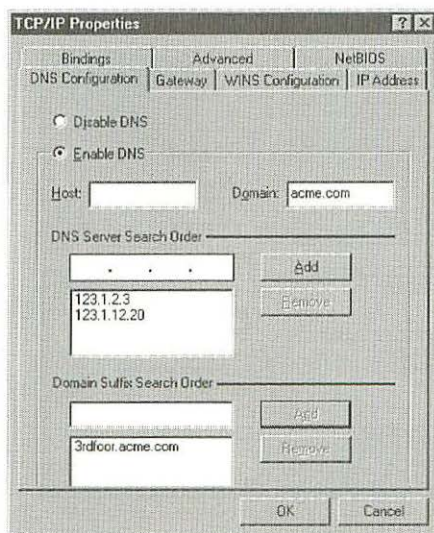 TCP/IP Properties
Bindings Advanced NetBIOS
DNS Configuration Gateway WINS Configuration IP Address
Disable DNS
Enable DNS
Host: Domain: acme.com
DNS Server Search Order
. . . Add
123.1.2.3 Remove
123.1.12.20
Domain Suffix Search Order
Add
3rdfoor.acme.com Remove
OK Cancel